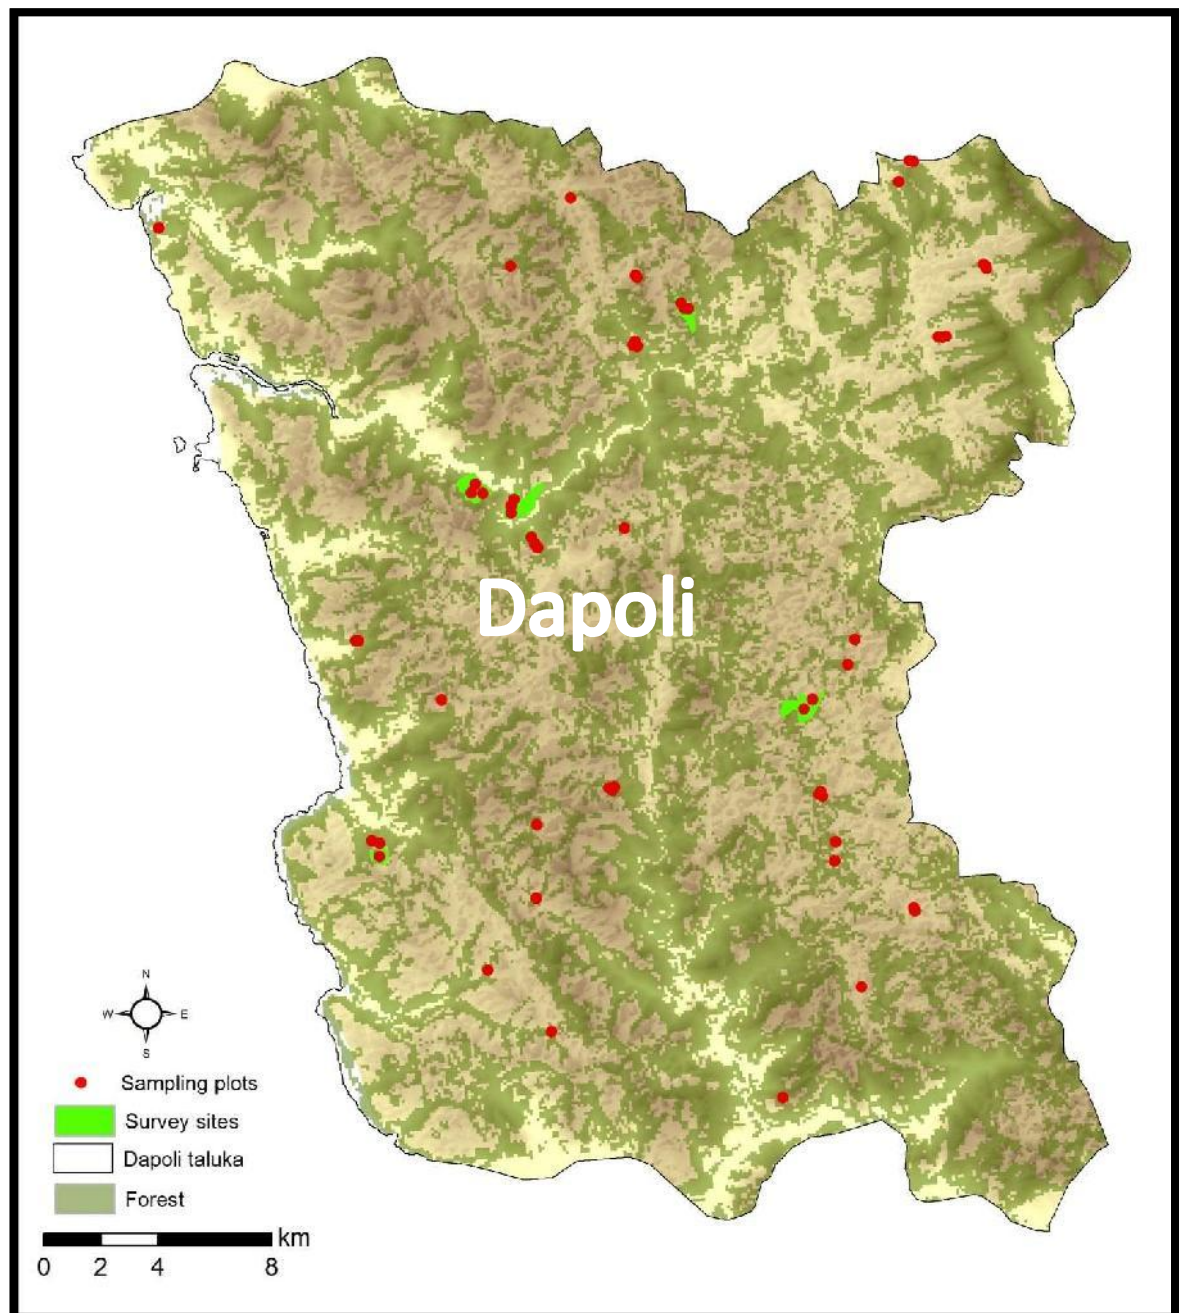 Dapoli
N
W E
S
Sampling plots
Survey sites
Dapoli taluka
Forest
km
0 2 4 8